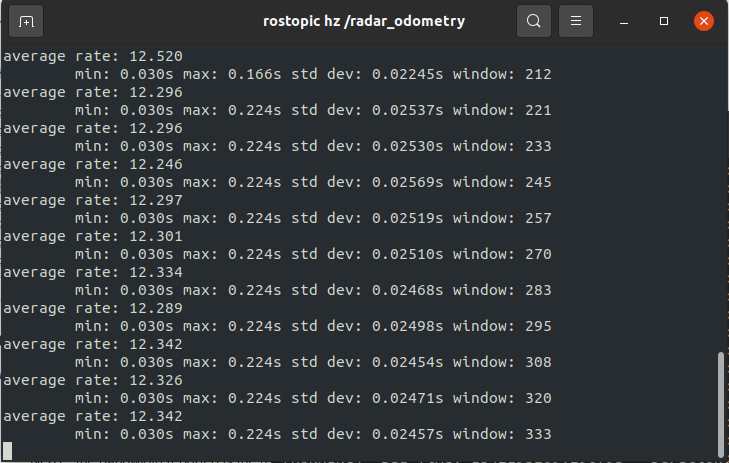 rostopic hz /radar_odometry
average rate: 12.520
min: 0.030s max: 0.166s std dev: 0.02245s window: 212
average rate: 12.296
min: 0.030s max: 0.224s std dev: 0.02537s window: 221
average rate: 12.296
min: 0.030s max: 0.224s std dev: 0.02530s window: 233
average rate: 12.246
min: 0.030s max: 0.224s std dev: 0.02569s window: 245
average rate: 12.297
min: 0.030s max: 0.224s std dev: 0.02519s window: 257
average rate: 12.301
min: 0.030s max: 0.224s std dev: 0.02510s window: 270
average rate: 12.334
min: 0.030s max: 0.224s std dev: 0.02468s window: 283
average rate: 12.289
min: 0.030s max: 0.224s std dev: 0.02498s window: 295
average rate: 12.342
min: 0.030s max: 0.224s std dev: 0.02454s window: 308
average rate: 12.326
min: 0.030s max: 0.224s std dev: 0.02471s window: 320
average rate: 12.342
min: 0.030s max: 0.224s std dev: 0.02457s window: 333